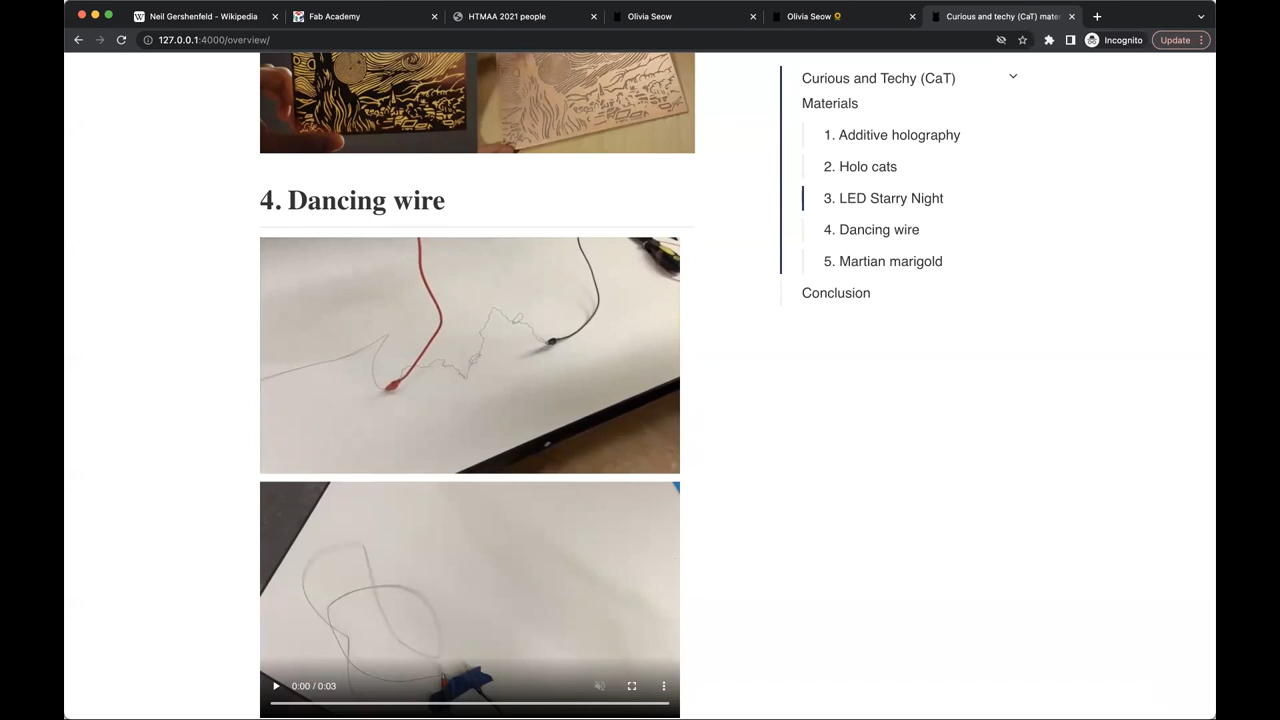 Neil Gershenfeld - Wikipedia
Fab Academy
HTMAA 2021 people
Olivia Seow
Olivia Seow
Curious and techy (CaT) mater
127.0.0.1:4000/overview/
Incognito
Update
4. Dancing wire
0:00 / 0:03
Curious and Techy (CaT)
Materials
1. Additive holography
2. Holo cats
3. LED Starry Night
4. Dancing wire
5. Martian marigold
Conclusion